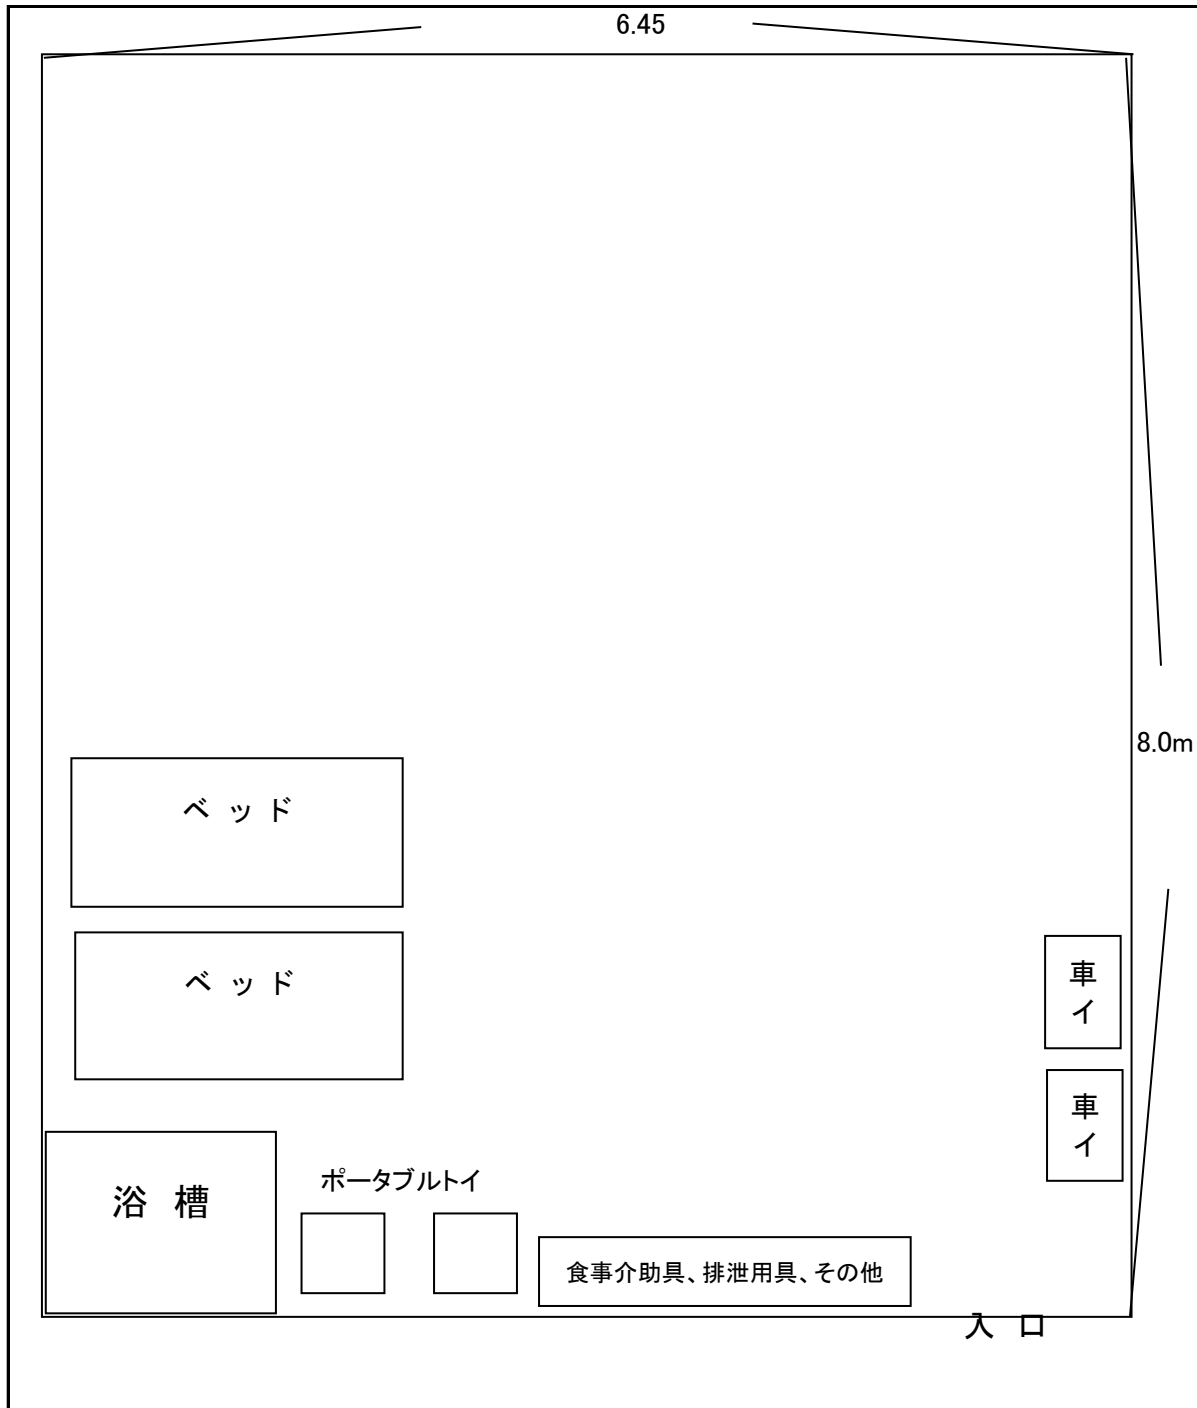 6.45
8.0m
ベ ッ ド
ベ ッ ド
車
イ
車
イ
浴 槽
ポータブルトイ
食事介助具、排泄用具、その他
入 口